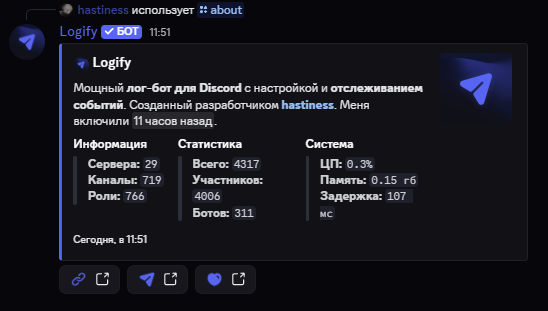 hastiness использует about
Logify БОТ 11:51
Logify
Мощный лог-бот для Discord с настройкой и отслеживанием
событий. Созданный разработчиком hastiness. Меня
включили 11 часов назад.
Информация
Сервера: 29
Каналы: 719
Роли: 766
Статистика
Всего: 4317
Участников:
4006
Ботов: 311
Система
ЦП: 0.3%
Память: 0.15 гб
Задержка: 107
мс
Сегодня, в 11:51